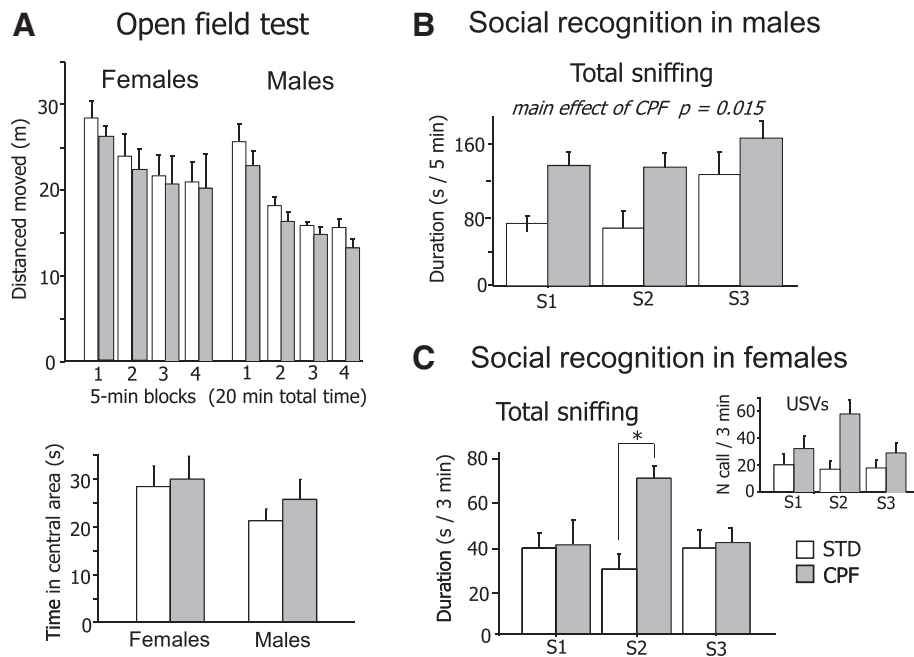 A Open field test
Females Males
Distanced moved (m)
30
20
10
0
1 2 3 4 1 2 3 4
5-min blocks (20 min total time)
Time in central area (s)
30
20
10
0
Females Males
B Social recognition in males
Total sniffing
main effect of CPF p = 0.015
Duration (s / 5 min)
160
80
0
S1 S2 S3
C Social recognition in females
Total sniffing
*
Duration (s / 3 min)
80
60
40
20
0
S1 S2 S3
USVs
N call / 3 min
60
40
20
0
S1 S2 S3
STD
CPF